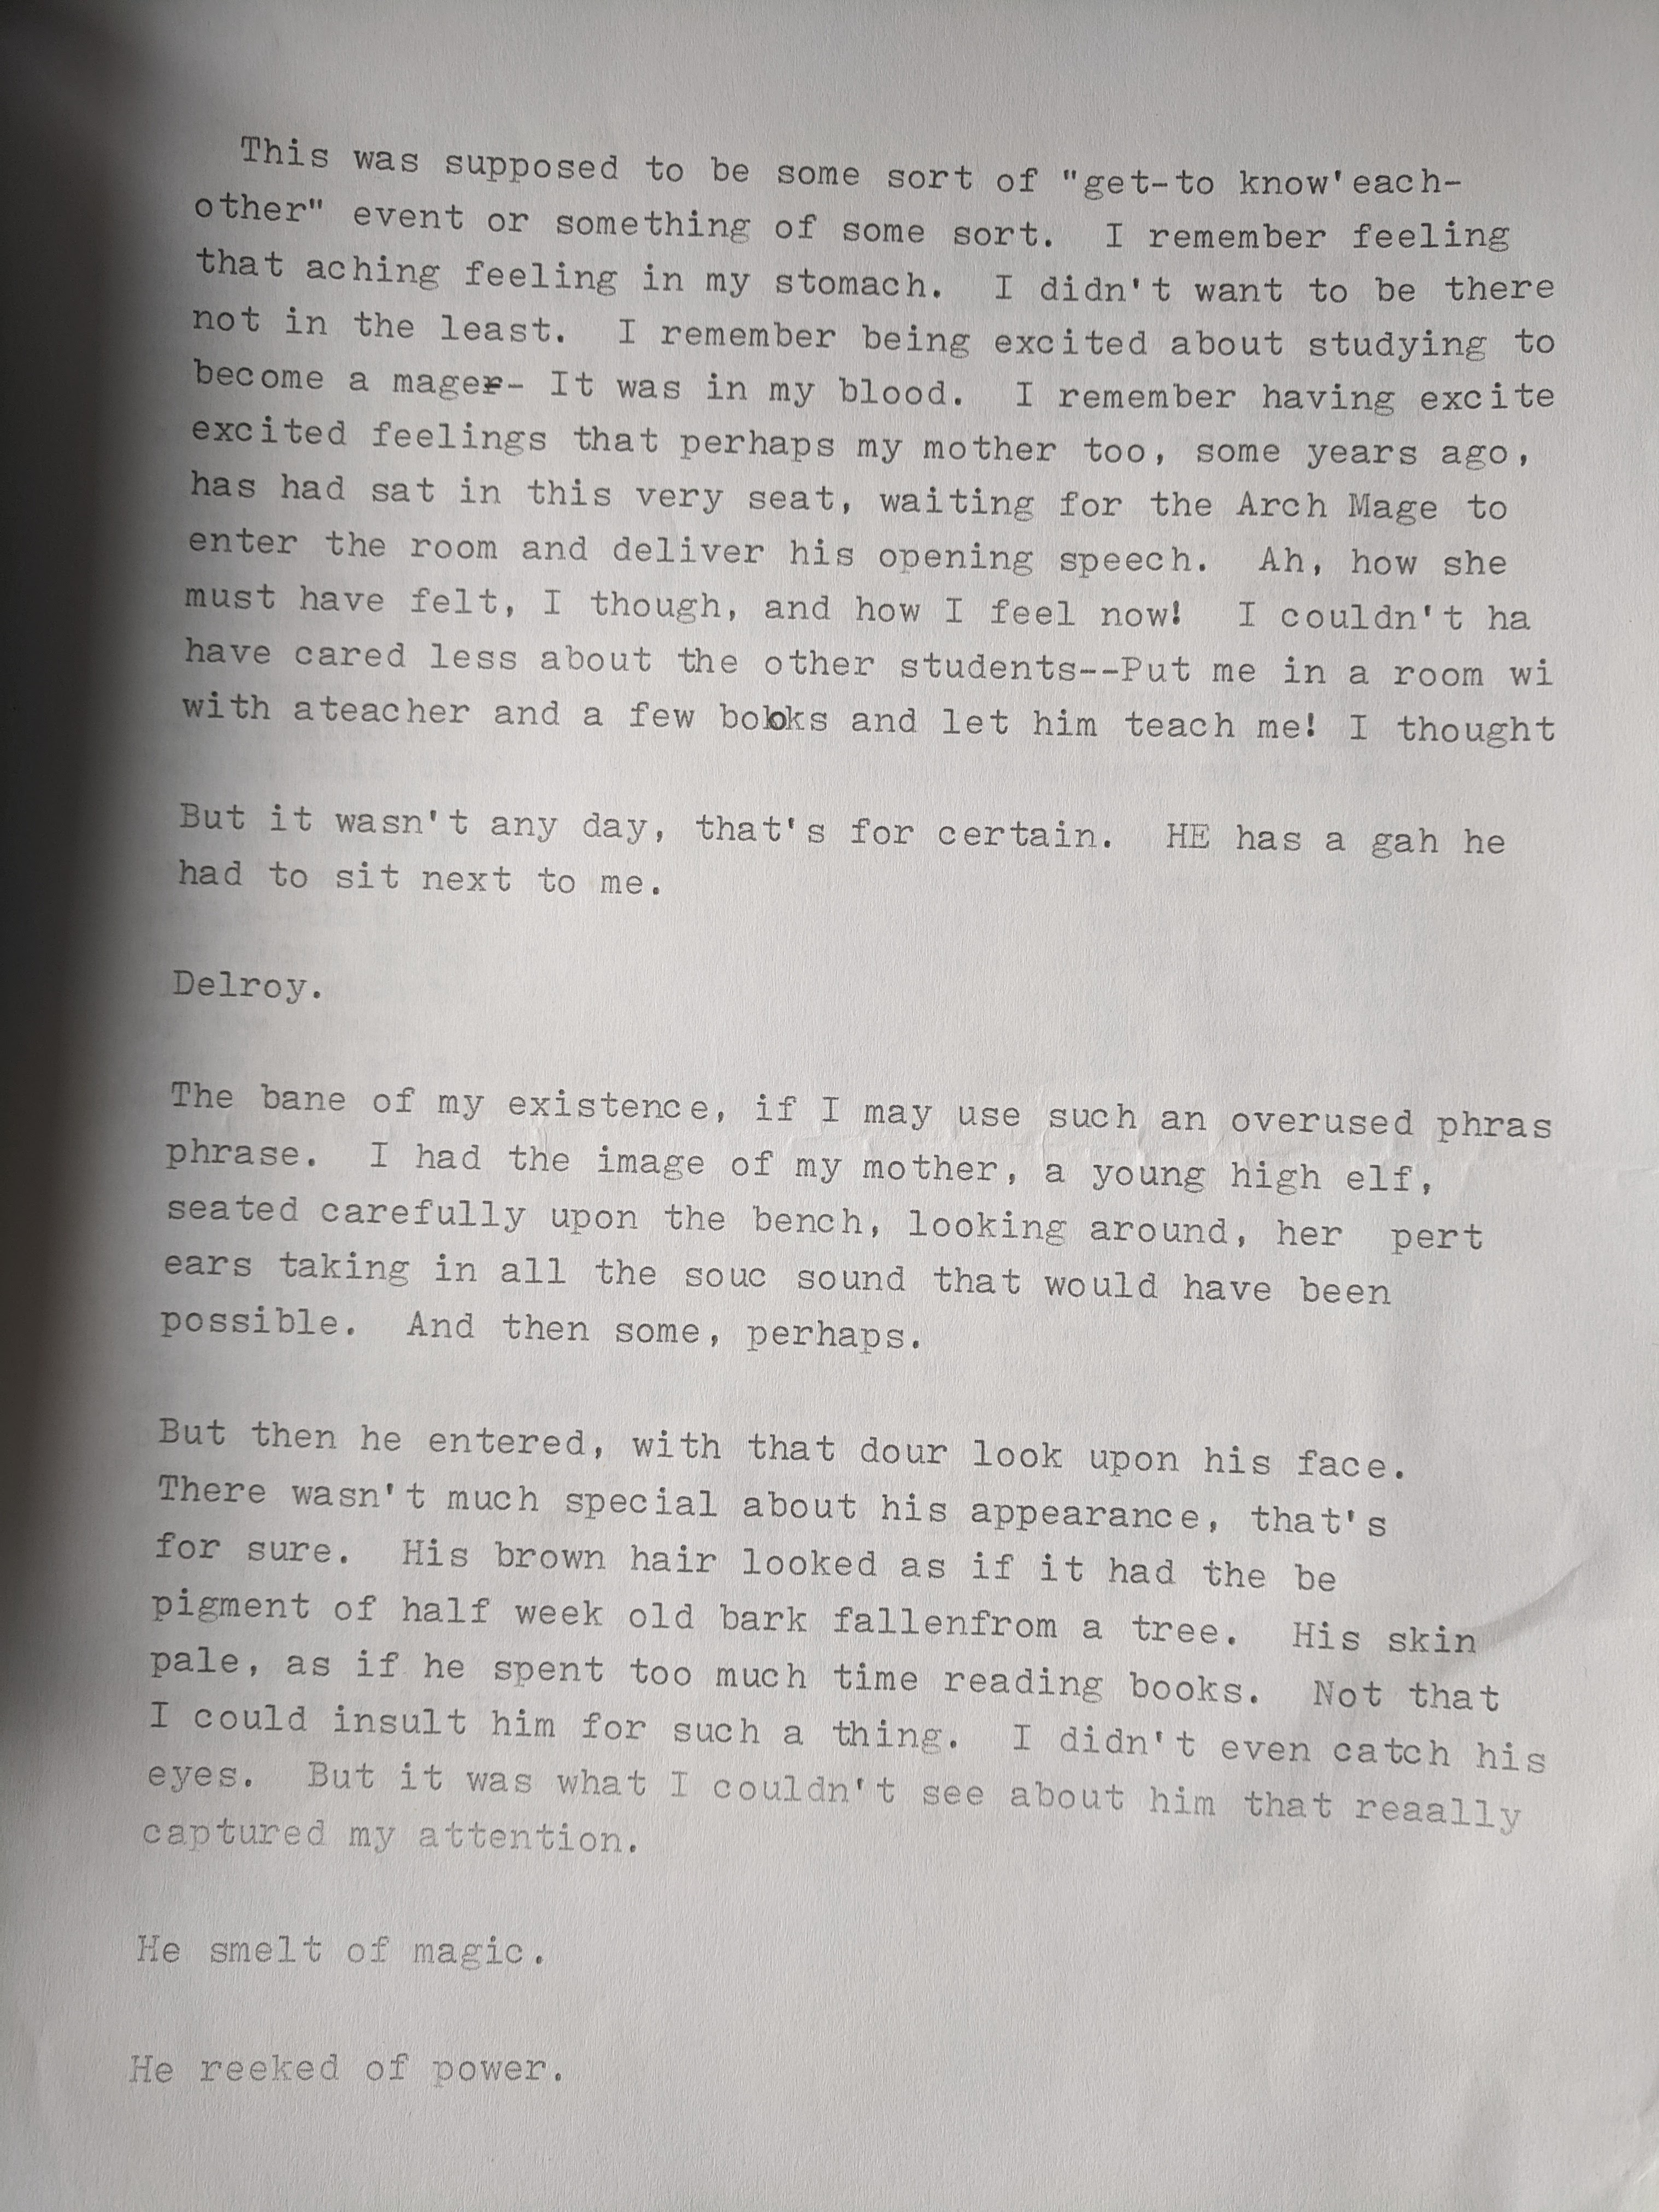 This was supposed to be some sort of "get-to know'each-
other" event or something of some sort.  I remember feeling
that aching feeling in my stomach.  I didn't want to be there
not in the least.  I remember being excited about studying to
become a mager- It was in my blood.  I remember having excite
excited feelings that perhaps my mother too, some years ago,
has had sat in this very seat, waiting for the Arch Mage to
enter the room and deliver his opening speech.  Ah, how she
must have felt, I though, and how I feel now!  I couldn't ha
have cared less about the other students--Put me in a room wi
with ateacher and a few books and let him teach me! I thought
But it wasn't any day, that's for certain.  HE has a gah he
had to sit next to me.
Delroy.
The bane of my existence, if I may use such an overused phras
phrase.  I had the image of my mother, a young high elf,
seated carefully upon the bench, looking around, her  pert
ears taking in all the souc sound that would have been
possible.  And then some, perhaps.
But then he entered, with that dour look upon his face.
There wasn't much special about his appearance, that's
for sure.  His brown hair looked as if it had the be
pigment of half week old bark fallenfrom a tree.  His skin
pale, as if he spent too much time reading books.  Not that
I could insult him for such a thing.  I didn't even catch his
eyes.  But it was what I couldn't see about him that reaally
captured my attention.
He smelt of magic.
He reeked of power.